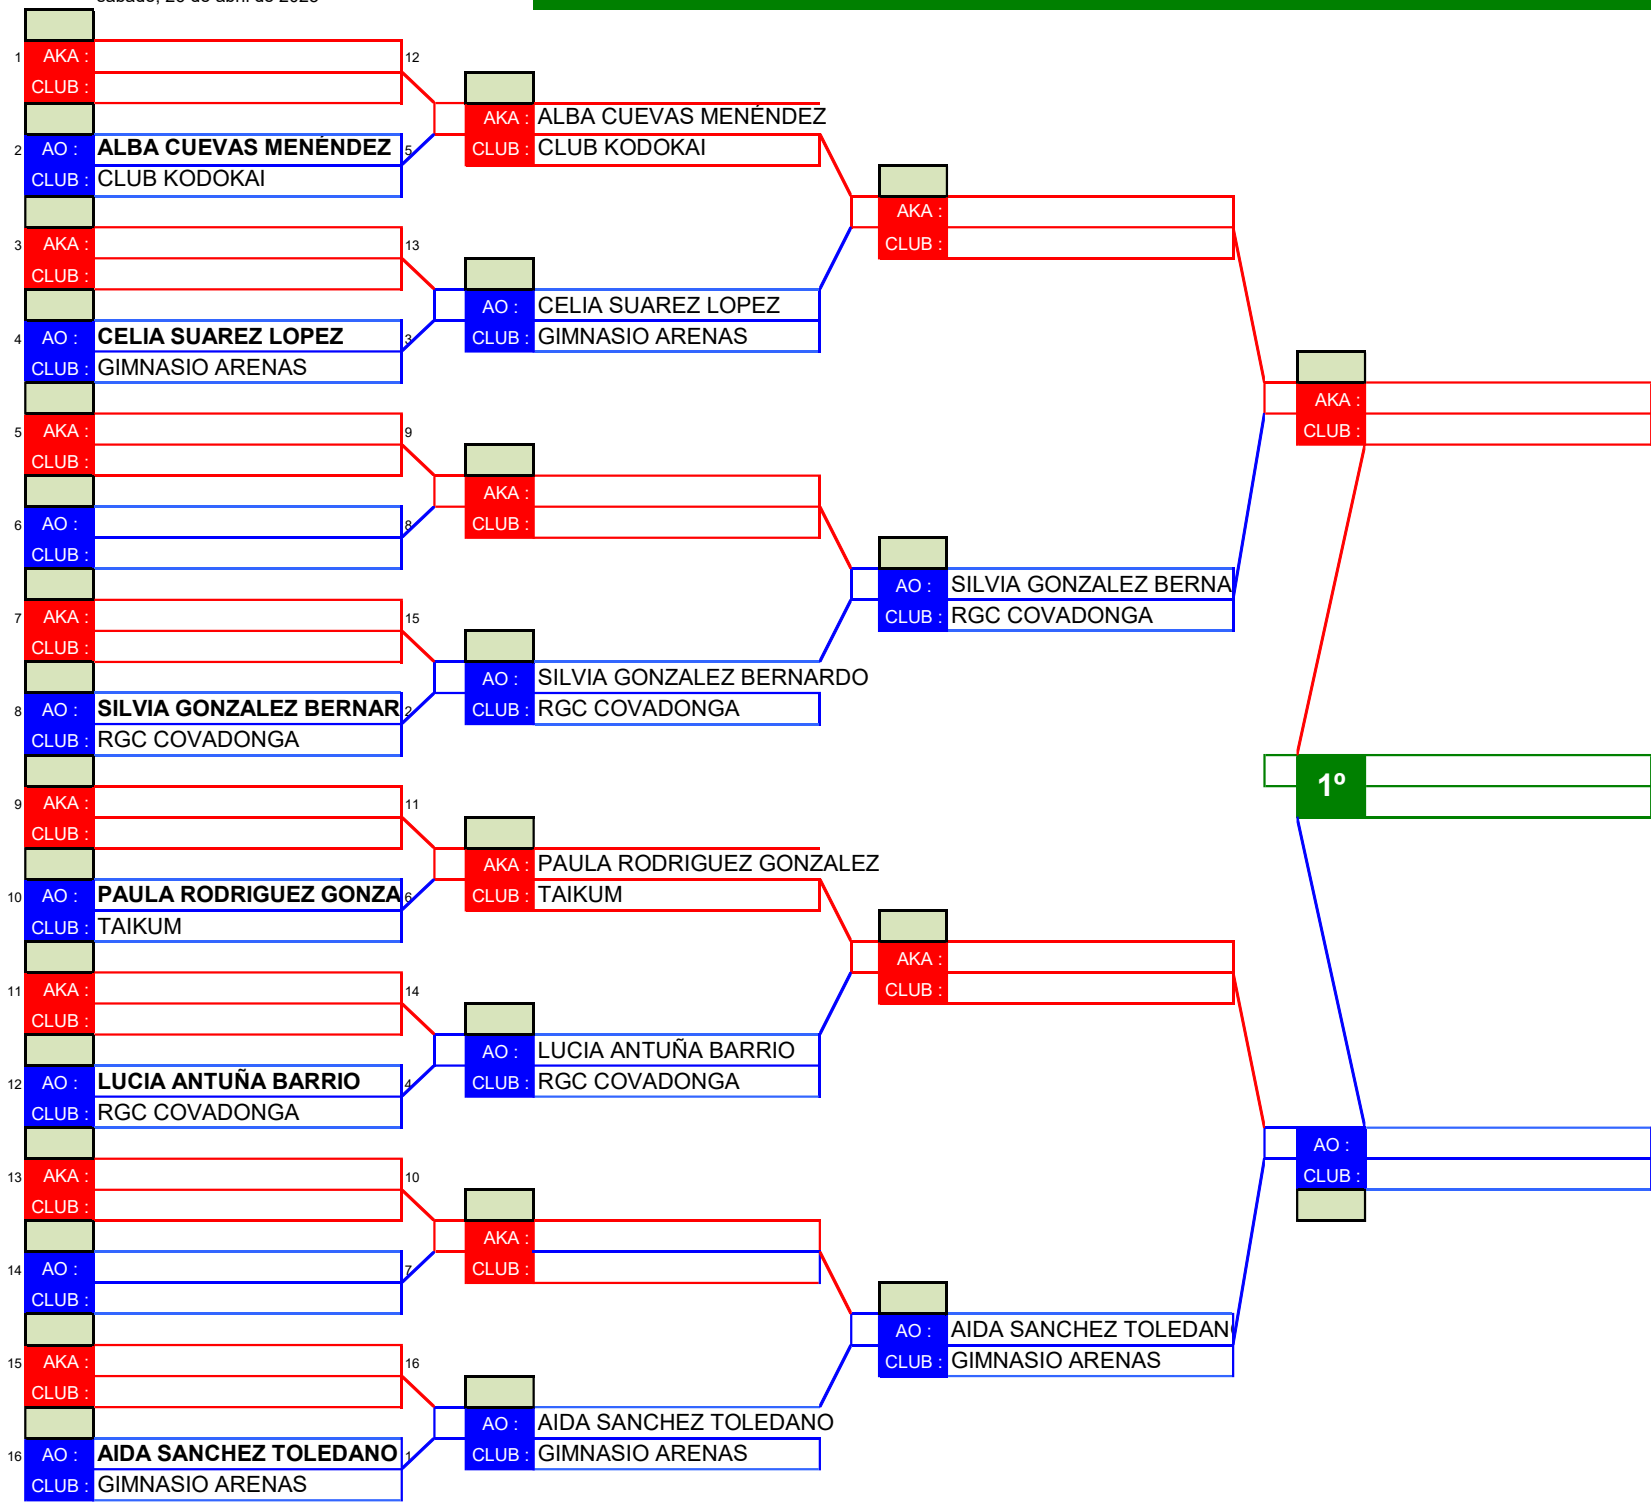 1 AKA : 12
CLUB :
2 AO : ALBA CUEVAS MENÉNDEZ 5
CLUB : CLUB KODOKAI
3 AKA : 13
CLUB :
4 AO : CELIA SUAREZ LOPEZ 3
CLUB : GIMNASIO ARENAS
5 AKA : 9
CLUB :
6 AO : 8
CLUB :
7 AKA : 15
CLUB :
8 AO : SILVIA GONZALEZ BERNAR 2
CLUB : RGC COVADONGA
9 AKA : 11
CLUB :
10 AO : PAULA RODRIGUEZ GONZA 6
CLUB : TAIKUM
11 AKA : 14
CLUB :
12 AO : LUCIA ANTUÑA BARRIO 4
CLUB : RGC COVADONGA
13 AKA : 10
CLUB :
14 AO : 7
CLUB :
15 AKA : 16
CLUB :
16 AO : AIDA SANCHEZ TOLEDANO 1
CLUB : GIMNASIO ARENAS
AKA : ALBA CUEVAS MENÉNDEZ
CLUB : CLUB KODOKAI
AO : CELIA SUAREZ LOPEZ
CLUB : GIMNASIO ARENAS
AKA :
CLUB :
AO : SILVIA GONZALEZ BERNARDO
CLUB : RGC COVADONGA
AKA : PAULA RODRIGUEZ GONZALEZ
CLUB : TAIKUM
AO : LUCIA ANTUÑA BARRIO
CLUB : RGC COVADONGA
AKA :
CLUB :
AO : AIDA SANCHEZ TOLEDANO
CLUB : GIMNASIO ARENAS
AKA :
CLUB :
AO : SILVIA GONZALEZ BERNA
CLUB : RGC COVADONGA
AKA :
CLUB :
AO : AIDA SANCHEZ TOLEDAN
CLUB : GIMNASIO ARENAS
AKA :
CLUB :
1º
AO :
CLUB :